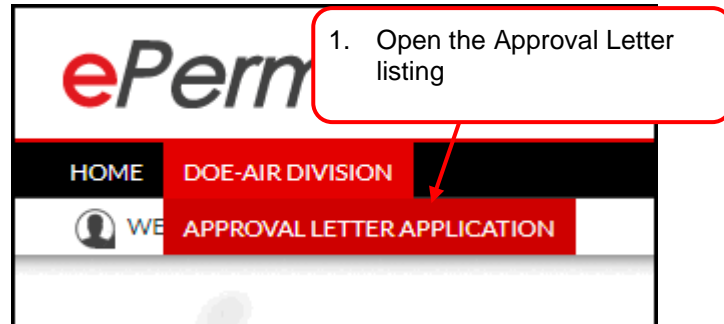 ePerm
1. Open the Approval Letter
listing
HOME DOE-AIR DIVISION
WE APPROVAL LETTER APPLICATION